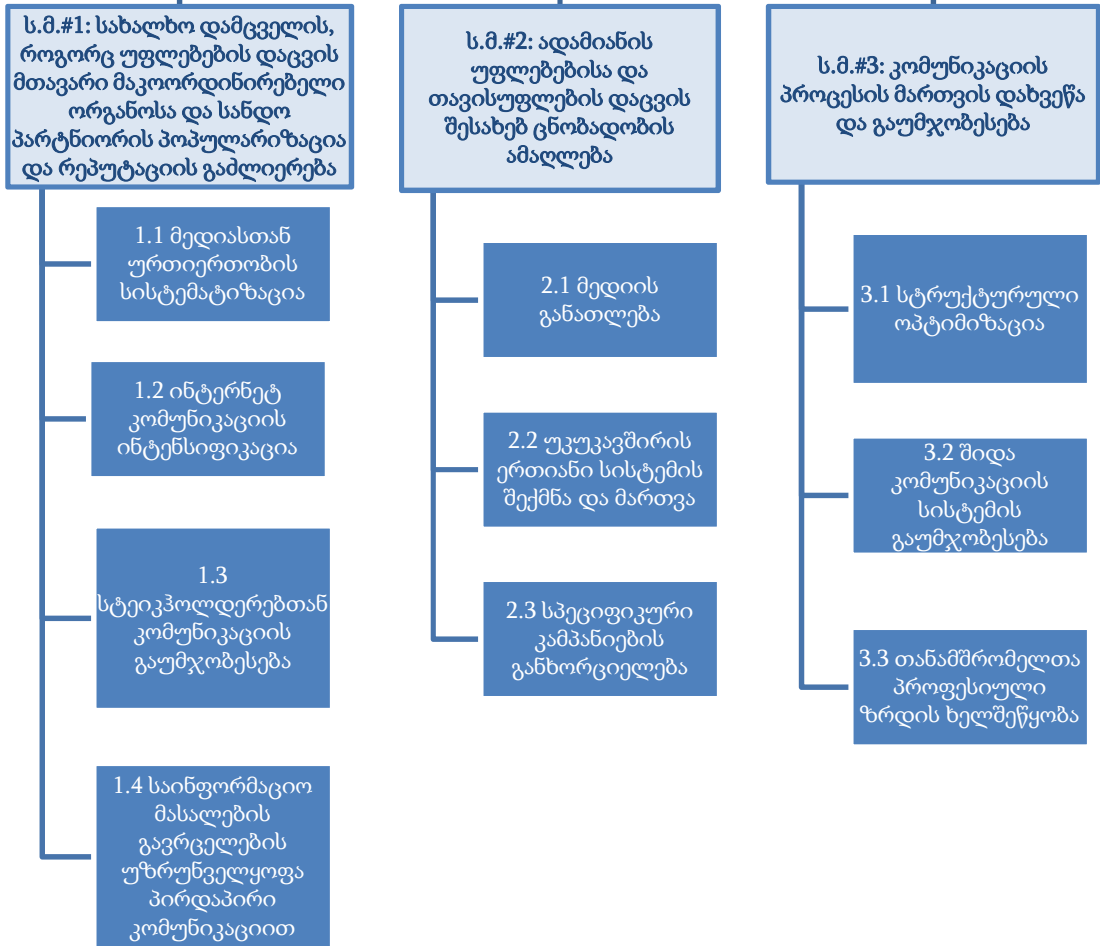 ს.მ.#1: სახალხო დამცველის,
როგორც უფლებების დაცვის
მთავარი მაკოორდინირებელი
ორგანოსა და სანდო
პარტნიორის პოპულარიზაცია
და რეპუტაციის გაძლიერება
1.1 მედიასთან
ურთიერთობის
სისტემატიზაცია
1.2 ინტერნეტ
კომუნიკაციის
ინტენსიფიკაცია
1.3
სტეიკჰოლდერებთან
კომუნიკაციის
გაუმჯობესება
1.4 საინფორმაციო
მასალების
გავრცელების
უზრუნველყოფა
პირდაპირი
კომუნიკაციით
ს.მ.#2: ადამიანის
უფლებებისა და
თავისუფლების დაცვის
შესახებ ცნობადობის
ამაღლება
2.1 მედიის
განათლება
2.2 უკუკავშირის
ერთიანი სისტემის
შექმნა და მართვა
2.3 სპეციფიკური
კამპანიების
განხორციელება
ს.მ.#3: კომუნიკაციის
პროცესის მართვის დახვეწა
და გაუმჯობესება
3.1 სტრუქტურული
ოპტიმიზაცია
3.2 შიდა
კომუნიკაციის
სისტემის
გაუმჯობესება
3.3 თანამშრომელთა
პროფესიული
ზრდის ხელშეწყობა